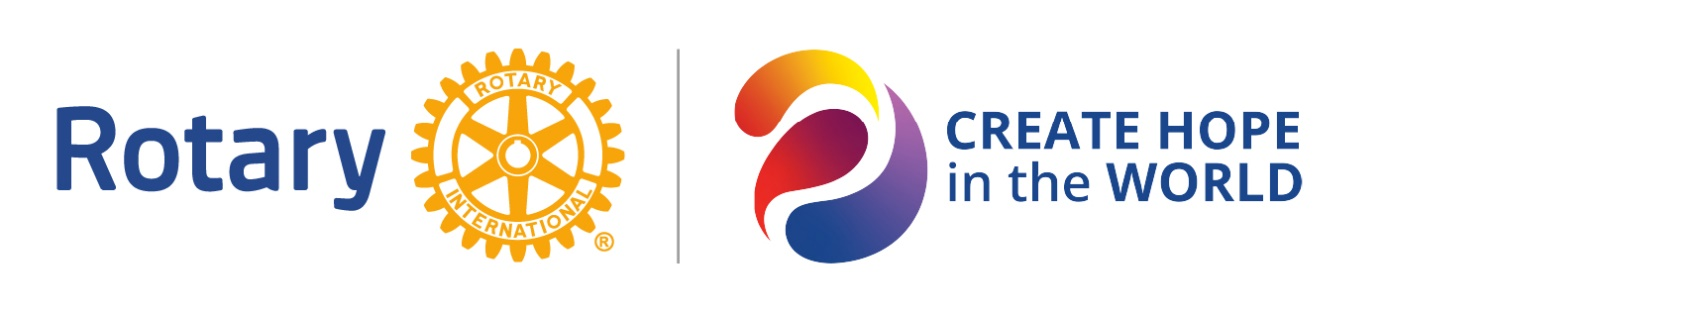 Rotary
ROTARY
INTERNATIONAL
®
CREATE HOPE
in the WORLD